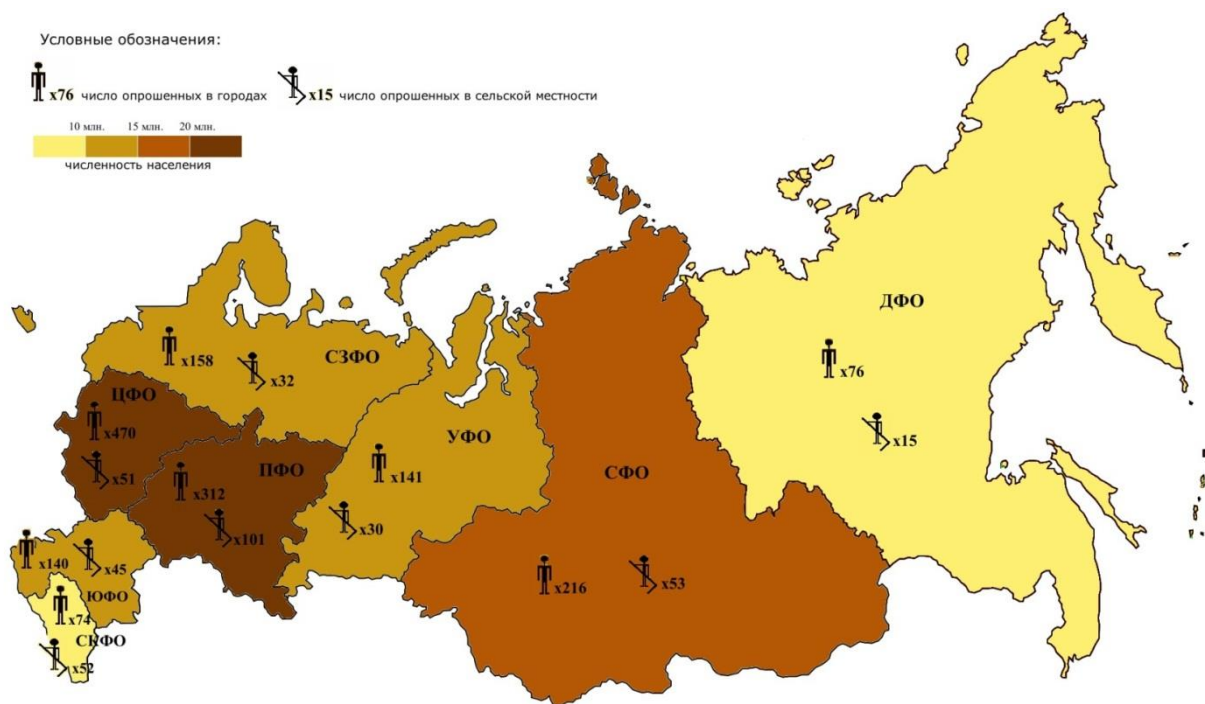 Условные обозначения:
x76 число опрошенных в городах x15 число опрошенных в сельской местности
10 млн. 15 млн. 20 млн.
численность населения
ДФО
СЗФО
x158
x32
x76
ЦФО
x470
УФО
x15
ПФО
СФО
x51
x312
x141
x101
x30
x140
x45
x216
x53
ЮФО
x74
СКФО
x52